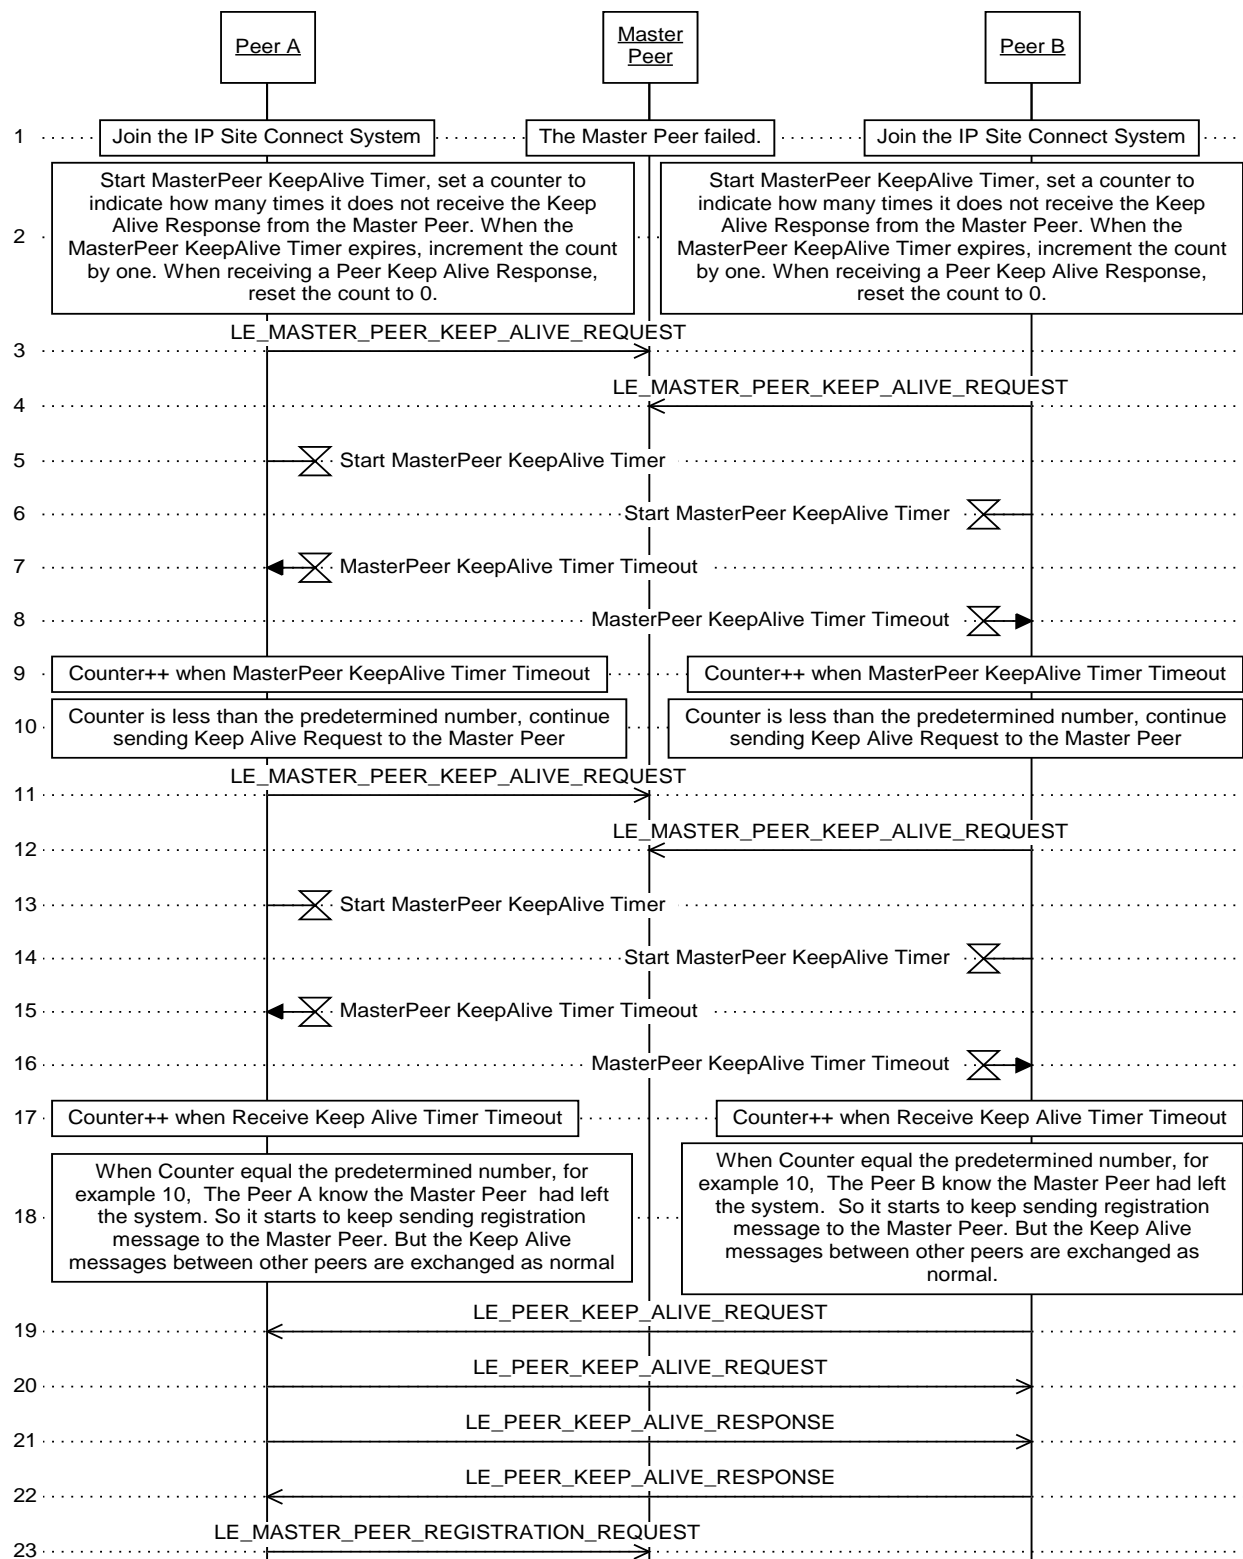 Peer A
Master
Peer
Peer B
1
Join the IP Site Connect System
The Master Peer failed.
Join the IP Site Connect System
2
Start MasterPeer KeepAlive Timer, set a counter to
indicate how many times it does not receive the Keep
Alive Response from the Master Peer. When the
MasterPeer KeepAlive Timer expires, increment the count
by one. When receiving a Peer Keep Alive Response,
reset the count to 0.
Start MasterPeer KeepAlive Timer, set a counter to
indicate how many times it does not receive the Keep
Alive Response from the Master Peer. When the
MasterPeer KeepAlive Timer expires, increment the count
by one. When receiving a Peer Keep Alive Response,
reset the count to 0.
LE_MASTER_PEER_KEEP_ALIVE_REQUEST
3
LE_MASTER_PEER_KEEP_ALIVE_REQUEST
4
5
Start MasterPeer KeepAlive Timer
6
Start MasterPeer KeepAlive Timer
7
MasterPeer KeepAlive Timer Timeout
8
MasterPeer KeepAlive Timer Timeout
9
Counter++ when MasterPeer KeepAlive Timer Timeout
Counter++ when MasterPeer KeepAlive Timer Timeout
10
Counter is less than the predetermined number, continue
sending Keep Alive Request to the Master Peer
Counter is less than the predetermined number, continue
sending Keep Alive Request to the Master Peer
LE_MASTER_PEER_KEEP_ALIVE_REQUEST
11
LE_MASTER_PEER_KEEP_ALIVE_REQUEST
12
13
Start MasterPeer KeepAlive Timer
14
Start MasterPeer KeepAlive Timer
15
MasterPeer KeepAlive Timer Timeout
16
MasterPeer KeepAlive Timer Timeout
17
Counter++ when Receive Keep Alive Timer Timeout
Counter++ when Receive Keep Alive Timer Timeout
18
When Counter equal the predetermined number, for
example 10, The Peer A know the Master Peer had left
the system. So it starts to keep sending registration
message to the Master Peer. But the Keep Alive
messages between other peers are exchanged as normal
When Counter equal the predetermined number, for
example 10, The Peer B know the Master Peer had left
the system. So it starts to keep sending registration
message to the Master Peer. But the Keep Alive
messages between other peers are exchanged as
normal.
LE_PEER_KEEP_ALIVE_REQUEST
19
LE_PEER_KEEP_ALIVE_REQUEST
20
LE_PEER_KEEP_ALIVE_RESPONSE
21
LE_PEER_KEEP_ALIVE_RESPONSE
22
LE_MASTER_PEER_REGISTRATION_REQUEST
23